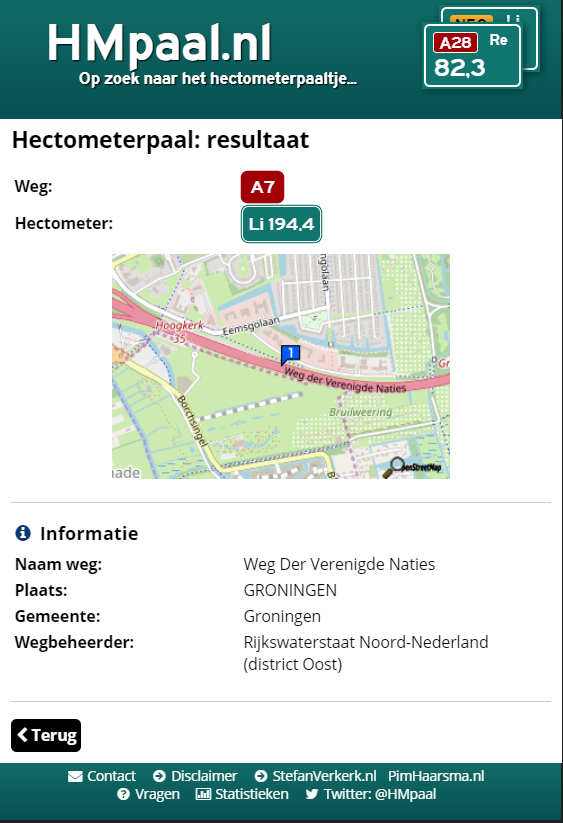 HMpaal.nl
Op zoek naar het hectometerpaaltje...
Li
A28 Re
82,3
Hectometerpaal: resultaat
Weg: A7
Hectometer: Li 194,4
Hoogkerk
35
Eemsgolaan
1
Weg der Verenigde Naties
Gr
Borchsingel
Bruilweering
OpenStreetMap
Informatie
Naam weg: Weg Der Verenigde Naties
Plaats: GRONINGEN
Gemeente: Groningen
Wegbeheerder: Rijkswaterstaat Noord-Nederland
(district Oost)
Terug
Contact Disclaimer StefanVerkerk.nl PimHaarsma.nl
Vragen Statistieken Twitter: @HMpaal